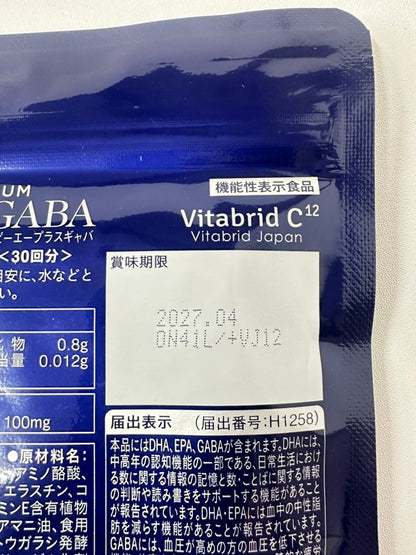 機能性表示食品
UM
GABA
Vitabrid C12
ピーエープラスギャバ
Vitabrid Japan
<30回分>
目安に、水などと
い。
賞味期限
2027.04
DN41L/+VJ12
化物 0.8g
当量 0.012g
100mg
届出表示 (届出番号:H1258)
●原材料名:
アミノ酪酸、
エラスチン、コ
ミンE含有植物
アマニ油、食用
トウガラシ発酵
本品にはDHA、EPA、GABAが含まれます。DHAには、
中高年の認知機能の一部である、日常生活におけ
る数に関する情報の記憶と数・ことばに関する情報
の判断や読み書きをサポートする機能があること
が報告されています。DHA・EPAには血中の中性脂
肪を減らす機能があることが報告されています。
GABAには、血圧が高めの方の血圧を低下させる